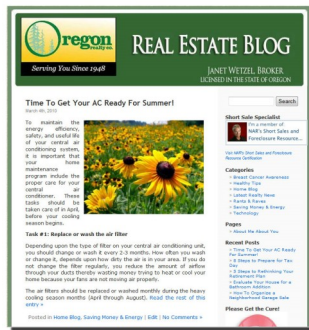 Oregon
realty co.
Serving You Since 1948
REAL ESTATE BLOG
JANET WETZEL, BROKER
LICENSED IN THE STATE OF OREGON
Time To Get Your AC Ready For Summer!
March 4th, 2010
To maintain the
energy efficiency,
safety, and useful life
of your central air
conditioning system,
it is important that
your home
maintenance
program include the
proper care for your
central air
conditioner. These
tasks should be
taken care of in April,
before your cooling
season begins.
Task #1: Replace or wash the air filter
Depending upon the type of filter on your central air conditioning unit,
you should change or wash it every 2-3 months. How often you wash
or change it, depends upon how dirty the air is in your area. If you do
not change the filter regularly, you reduce the amount of airflow
through your ducts thereby wasting money trying to heat or cool your
home because your fans are not moving air properly.
The air filters should be replaced or washed monthly during the heavy
cooling season months (April through August). Read the rest of this
entry »
Posted in Home Blog, Saving Money & Energy | Edit | No Comments »
Search
Short Sale Specialist
I'm a member of:
NAR's Short Sales and
Foreclosure Resource...
Visit NAR's Short Sales and Foreclosure
Resource Certification
Categories
» Breast Cancer Awareness
» Healthy Tips
» Home Blog
» Latest Realty News
» Rants & Raves
» Saving Money & Energy
» Technology
Pages
» About Me About You
Recent Posts
» Time To Get Your AC Ready
For Summer!
» 5 Steps to Prepare for Tax
Day
» 5 Steps to Rethinking Your
Retirement Plan
» Evaluate Your House for a
Bathroom Addition
» How To Organize a
Neighborhood Garage Sale
Please Get the Cure!